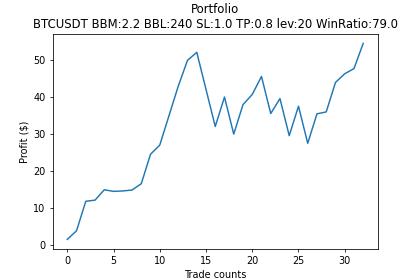 Portfolio
BTCUSDT BBM:2.2 BBL:240 SL:1.0 TP:0.8 lev:20 WinRatio:79.0
50
40
30
20
10
0
Profit ($)
0 5 10 15 20 25 30
Trade counts